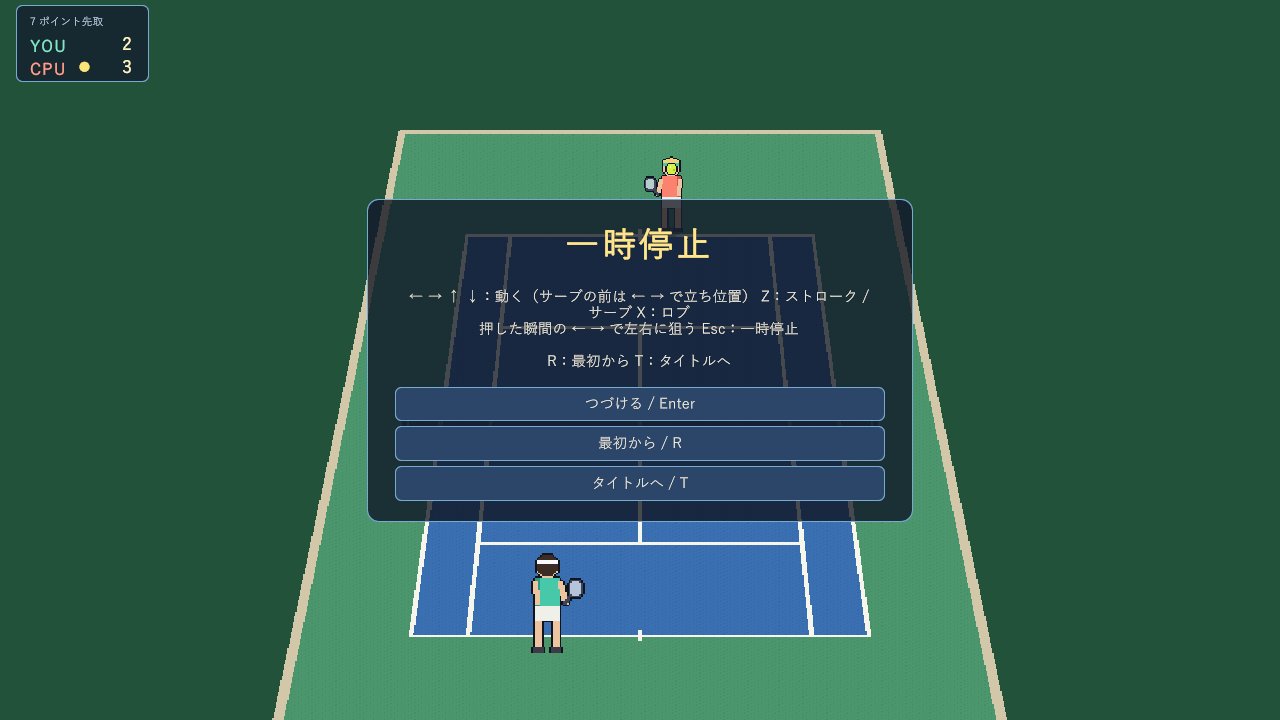 7 ポイント先取
YOU 2
CPU 3
一時停止
← → ↑ ↓：動く（サーブの前は ← → で立ち位置） Z：ストローク /
サーブ X：ロブ
押した瞬間の ← → で左右に狙う Esc：一時停止
R：最初から T：タイトルへ
つづける / Enter
最初から / R
タイトルへ / T